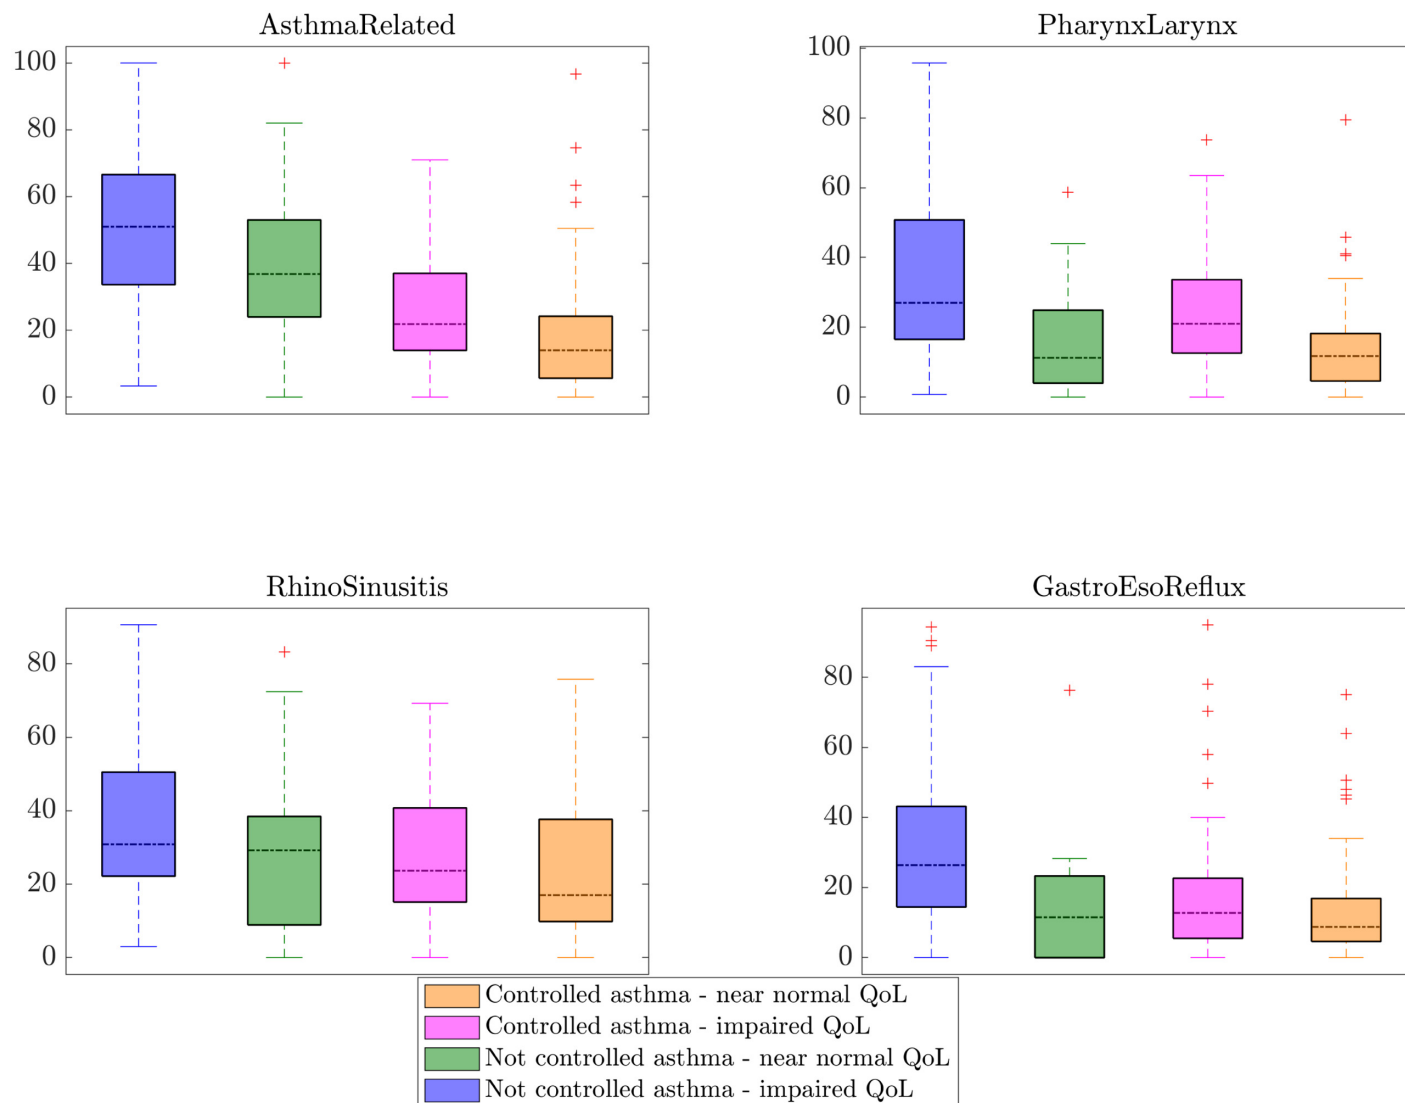 AsthmaRelated
100
80
60
40
20
0
PharynxLarynx
100
80
60
40
20
0
RhinoSinusitis
80
60
40
20
0
GastroEsoReflux
80
60
40
20
0
Controlled asthma - near normal QoL
Controlled asthma - impaired QoL
Not controlled asthma - near normal QoL
Not controlled asthma - impaired QoL